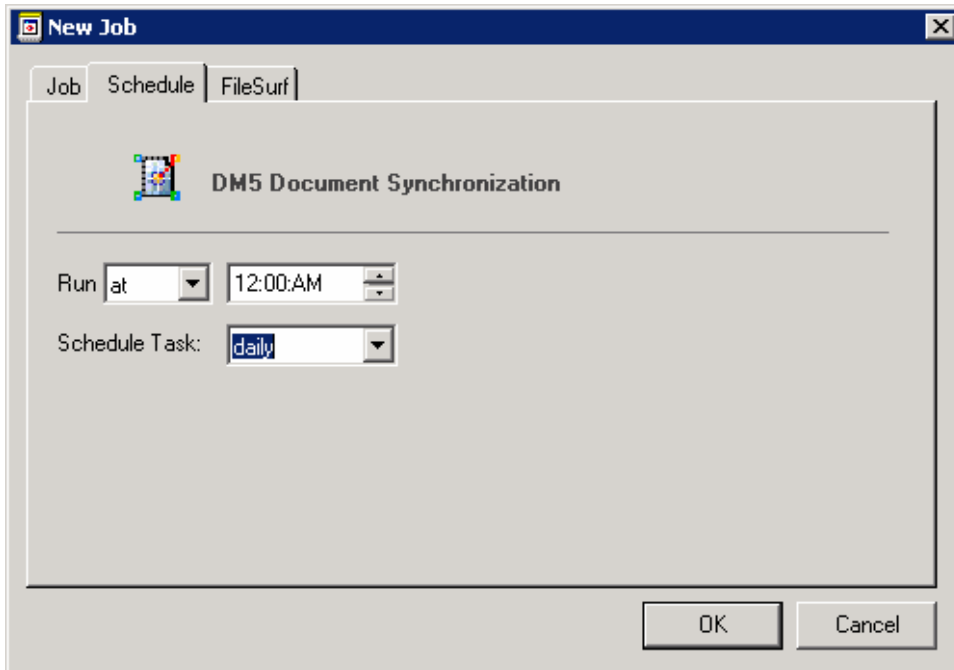 New Job
Job Schedule FileSurf
DM5 Document Synchronization
Run at 12:00:AM
Schedule Task: daily
OK Cancel